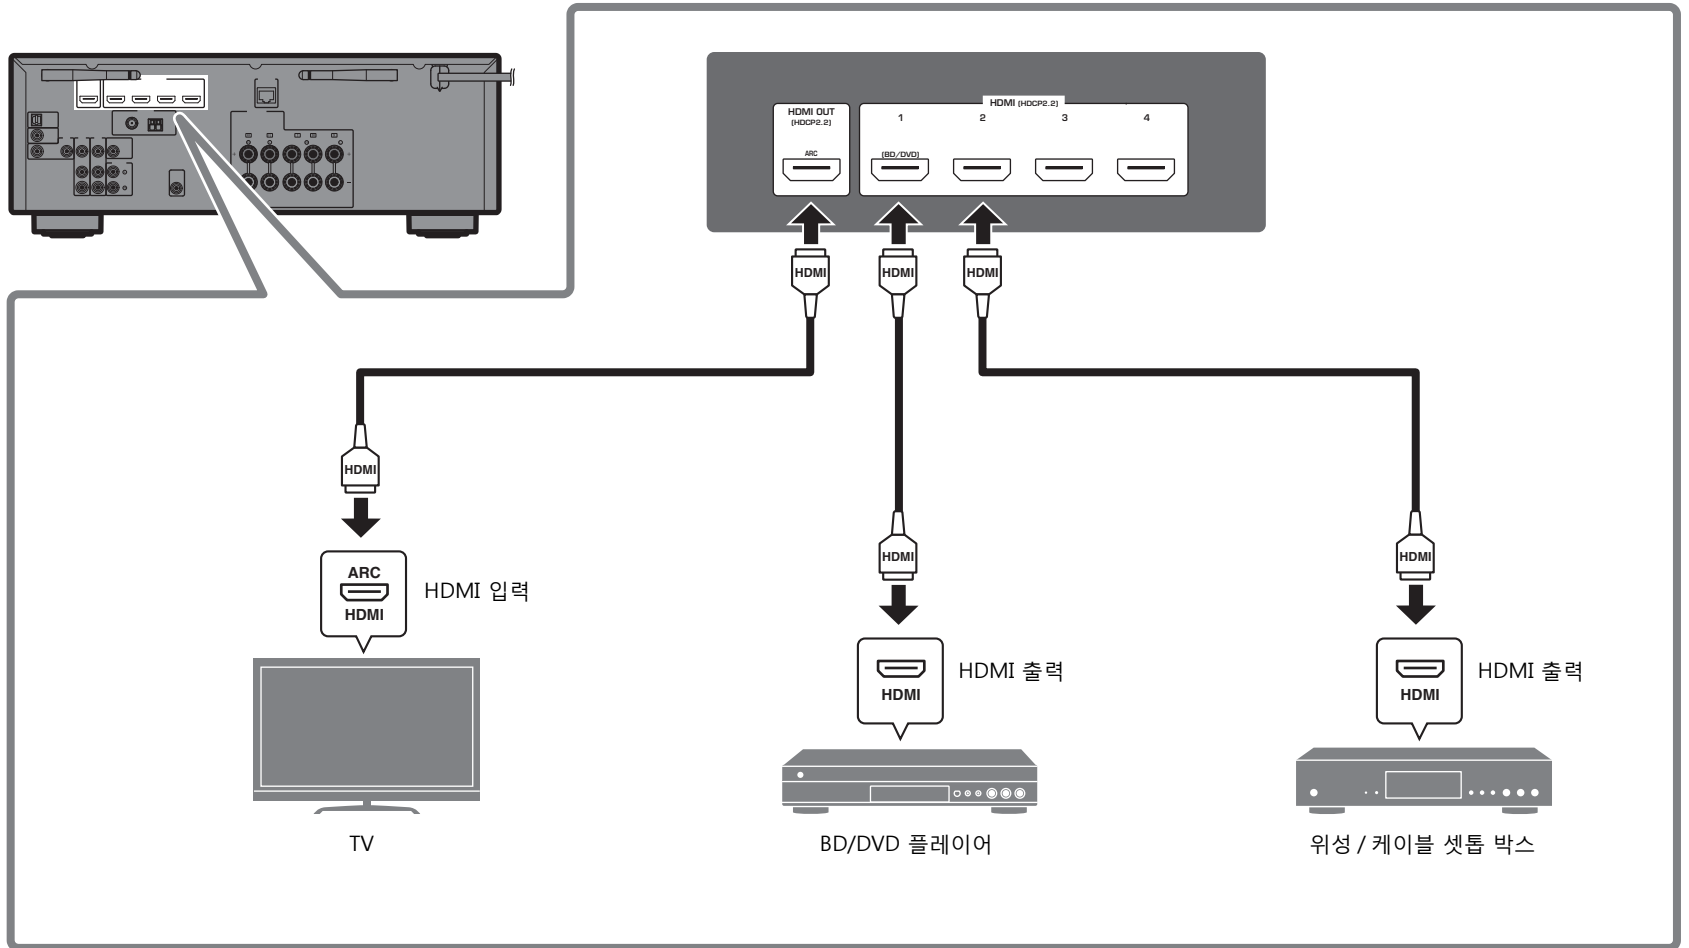 HDMI OUT
(HDCP2.2)
ARC
HDMI (HDCP2.2)
1
2
3
4
(BD/DVD)
HDMI
HDMI
HDMI
HDMI
ARC
HDMI
HDMI 입력
TV
HDMI
HDMI
HDMI 출력
BD/DVD 플레이어
HDMI
HDMI
HDMI 출력
위성 / 케이블 셋톱 박스